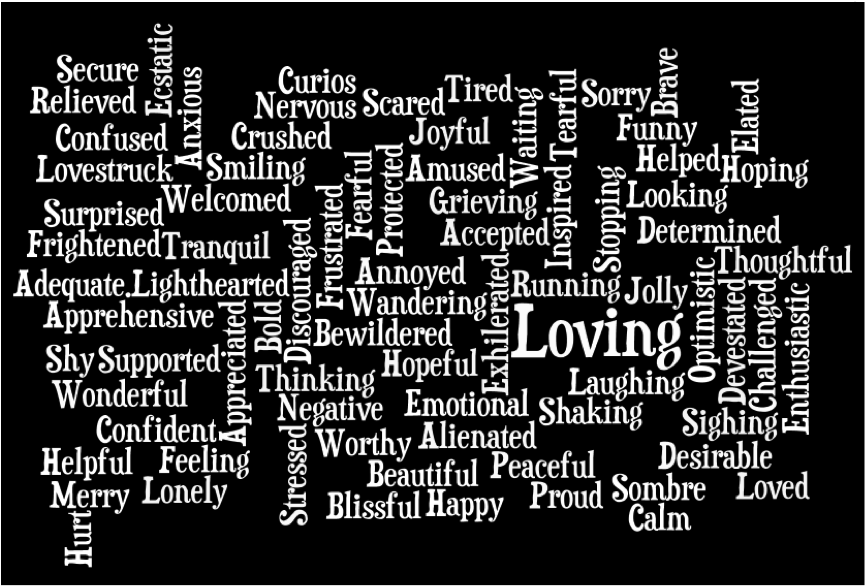 Secure
Ecstatic
Relieved
Anxious
Curios
Nervous
Scared
Tired
Waiting
Tearful
Sorry
Brave
Elated
Confused
Crushed
Joyful
Funny
Lovestruck
Smiling
Fearful
Protected
Amused
Helped
Hoping
Welcomed
Frustrated
Grieving
Inspired
Stopping
Looking
Surprised
Frightened
Tranquil
Discouraged
Accepted
Determined
Thoughtful
Adequate.
Lighthearted
Annoyed
Exhilerated
Running
Jolly
Optimistic
Devestated
Challenged
Enthusiastic
Apprehensive
Appreciated
Bold
Wandering
Bewildered
Loving
Shy
Supported.
Thinking
Hopeful
Laughing
Wonderful
Negative
Emotional
Shaking
Sighing
Confident
Stressed
Worthy
Alienated
Helpful
Feeling
Beautiful
Peaceful
Desirable
Merry
Lonely
Blissful
Happy
Proud
Sombre
Loved
Hurt
Calm